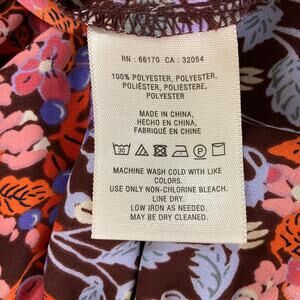 RN : 66170 CA : 32054
100% POLYESTER, POLYESTER,
POLIÉSTER, POLIESTERE,
POLYESTER
MADE IN CHINA,
HECHO EN CHINA,
FABRIQUÉ EN CHINE
30
P
MACHINE WASH COLD WITH LIKE
COLORS.
USE ONLY NON-CHLORINE BLEACH.
LINE DRY.
LOW IRON AS NEEDED.
MAY BE DRY CLEANED.